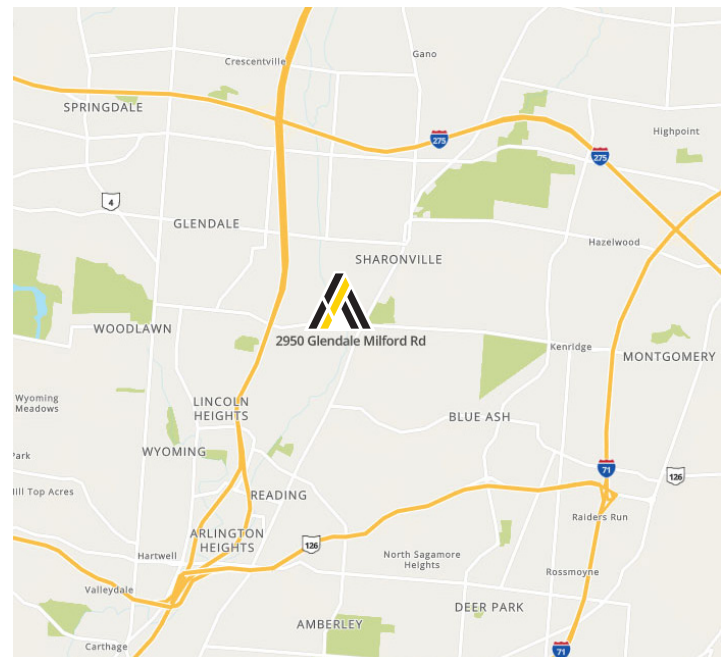 Crescentville
Gano
SPRINGDALE
275
Highpoint
275
4
GLENDALE
Hazelwood
SHARONVILLE
WOODLAWN
2950 Glendale Milford Rd
Kenridge
MONTGOMERY
Wyoming
Meadows
LINCOLN
HEIGHTS
BLUE ASH
WYOMING
Park
71
126
Hill Top Acres
READING
Raiders Run
ARLINGTON
HEIGHTS
126
Hartwell
North Sagamore
Heights
Rossmoyne
Valleydale
DEER PARK
AMBERLEY
Carthage
71